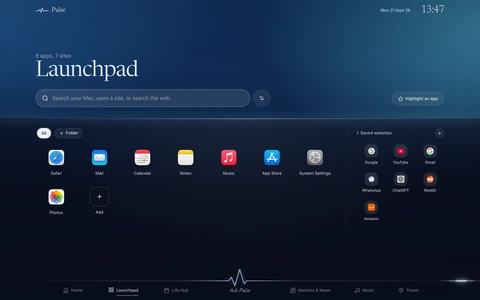 Pulse
Mon 21 Sept 26
13:47
8 apps, 7 sites
Launchpad
Search your Mac, open a site, or search the web
Highlight an app
All
+ Folder
Saved websites
Safari
Mail
Calendar
Notes
Music
App Store
System Settings
Google
YouTube
Gmail
Photos
Add
WhatsApp
ChatGPT
Reddit
Amazon
Home
Launchpad
Life Hub
Ask Pulse
Markets & News
Music
Travel